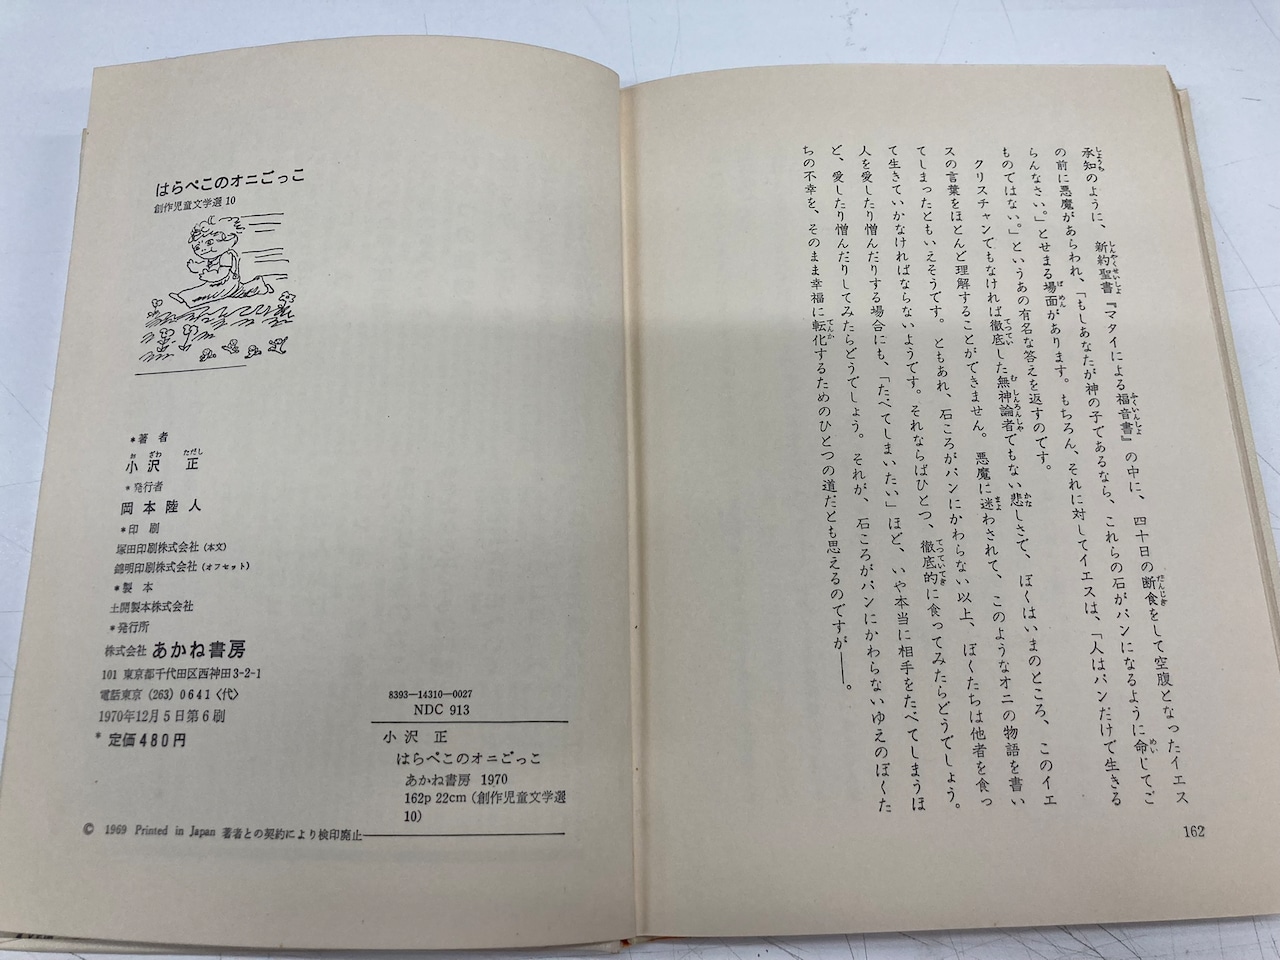 承知のように、新約聖書『マタイによる福音書』の中に、四十日の断食をして空腹となったイエス
の前に悪魔があらわれ、「もしあなたが神の子であるなら、これらの石がパンになるように命じてご
らんなさい。」とせまる場面があります。もちろん、それに対してイエスは、「人はパンだけで生きる
ものではない。」というあの有名な答えを返すのです。
クリスチャンでもなければ徹底した無神論者でもない悲しさで、ぼくはいまのところ、このイエ
スの言葉をほとんど理解することができません。悪魔に迷わされて、このようなオニの物語を書い
てしまったともいえそうです。ともあれ、石ころがパンにかわらない以上、ぼくたちは他者を食っ
て生きていかなければならないようです。それならばひとつ、徹底的に食ってみたらどうでしょう。
人を愛したり憎んだりする場合にも、「たべてしまいたい」ほど、いや本当に相手をたべてしまうほ
ど、愛したり憎んだりしてみたらどうでしょう。それが、石ころがパンにかわらないゆえのぼくた
ちの不幸を、そのまま幸福に転化するためのひとつの道だとも思えるのですが――。
162
はらぺこのオニごっこ
創作児童文学選10
*著者
おざわ ただし
小沢 正
*発行者
岡本陸人
*印刷
塚田印刷株式会社(本文)
錦明印刷株式会社(オフセット)
*製本
土開製本株式会社
*発行所
株式会社 あかね書房
101 東京都千代田区西神田3-2-1
電話東京(263)0641〈代〉
1970年12月5日第6刷
*定価480円
8393—14310—0027
NDC 913
小沢 正
はらぺこのオニごっこ
あかね書房 1970
162p 22cm(創作児童文学選
10)
© 1969 Printed in Japan 著者との契約により検印廃止